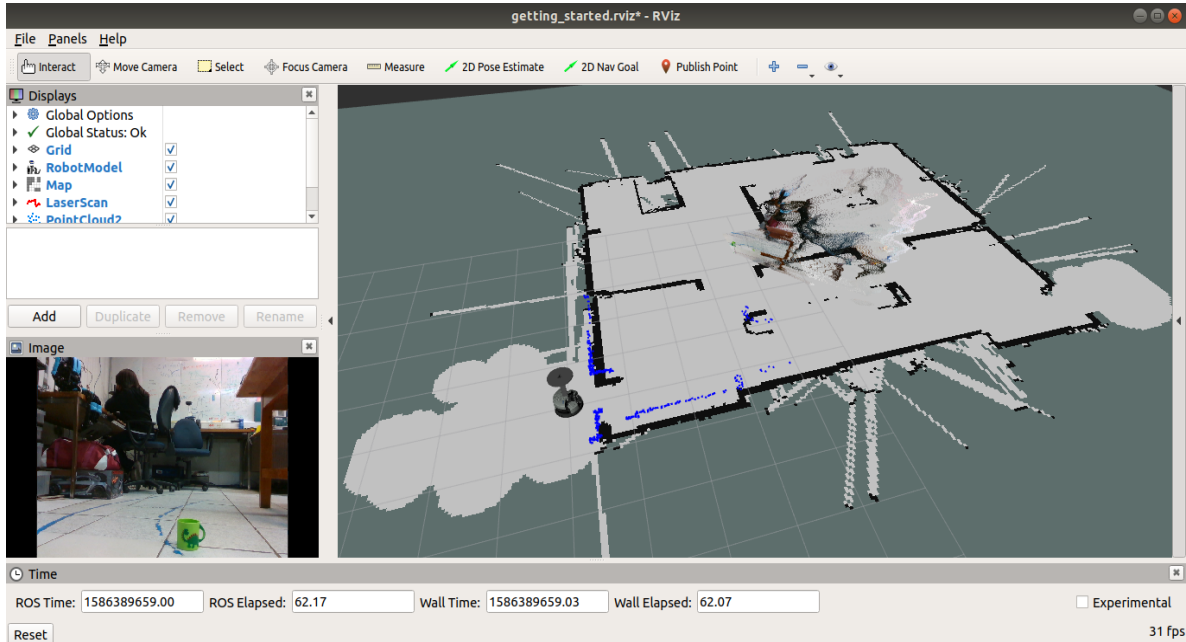 getting_started.rviz* - RViz
File Panels Help
Interact Move Camera Select Focus Camera Measure 2D Pose Estimate 2D Nav Goal Publish Point
Displays
Global Options
Global Status: Ok
Grid
RobotModel
Map
LaserScan
PointCloud2
Add Duplicate Remove Rename
Image
Time
ROS Time: 1586389659.00 ROS Elapsed: 62.17 Wall Time: 1586389659.03 Wall Elapsed: 62.07 Experimental
Reset 31 fps